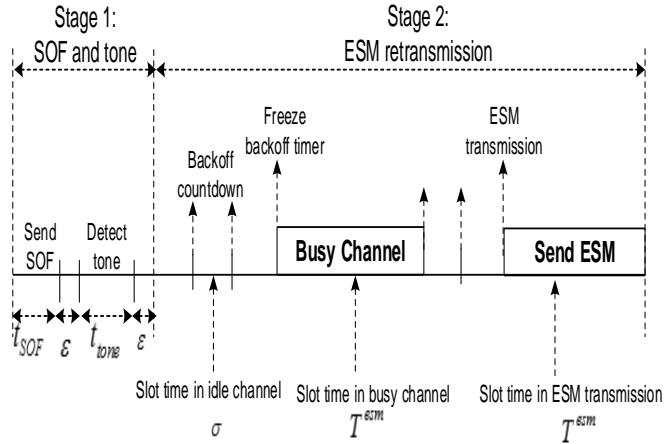 Stage 1:
SOF and tone
Stage 2:
ESM retransmission
Freeze
backoff timer
ESM
transmission
Backoff
countdown
Send
SOF
Detect
tone
Busy Channel
Send ESM
t_SOF ε t_tone ε
Slot time in idle channel
σ
Slot time in busy channel
T^esm
Slot time in ESM transmission
T^esm